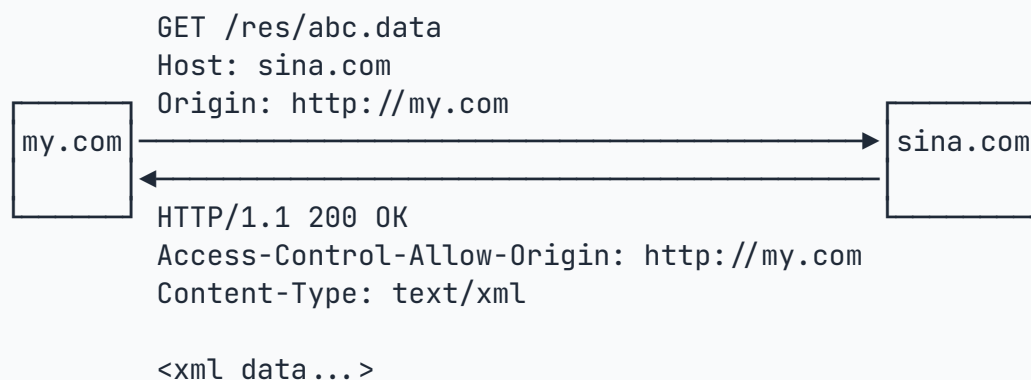 GET /res/abc.data
Host: sina.com
Origin: http://my.com
my.com
sina.com
HTTP/1.1 200 OK
Access-Control-Allow-Origin: http://my.com
Content-Type: text/xml
<xml data...>